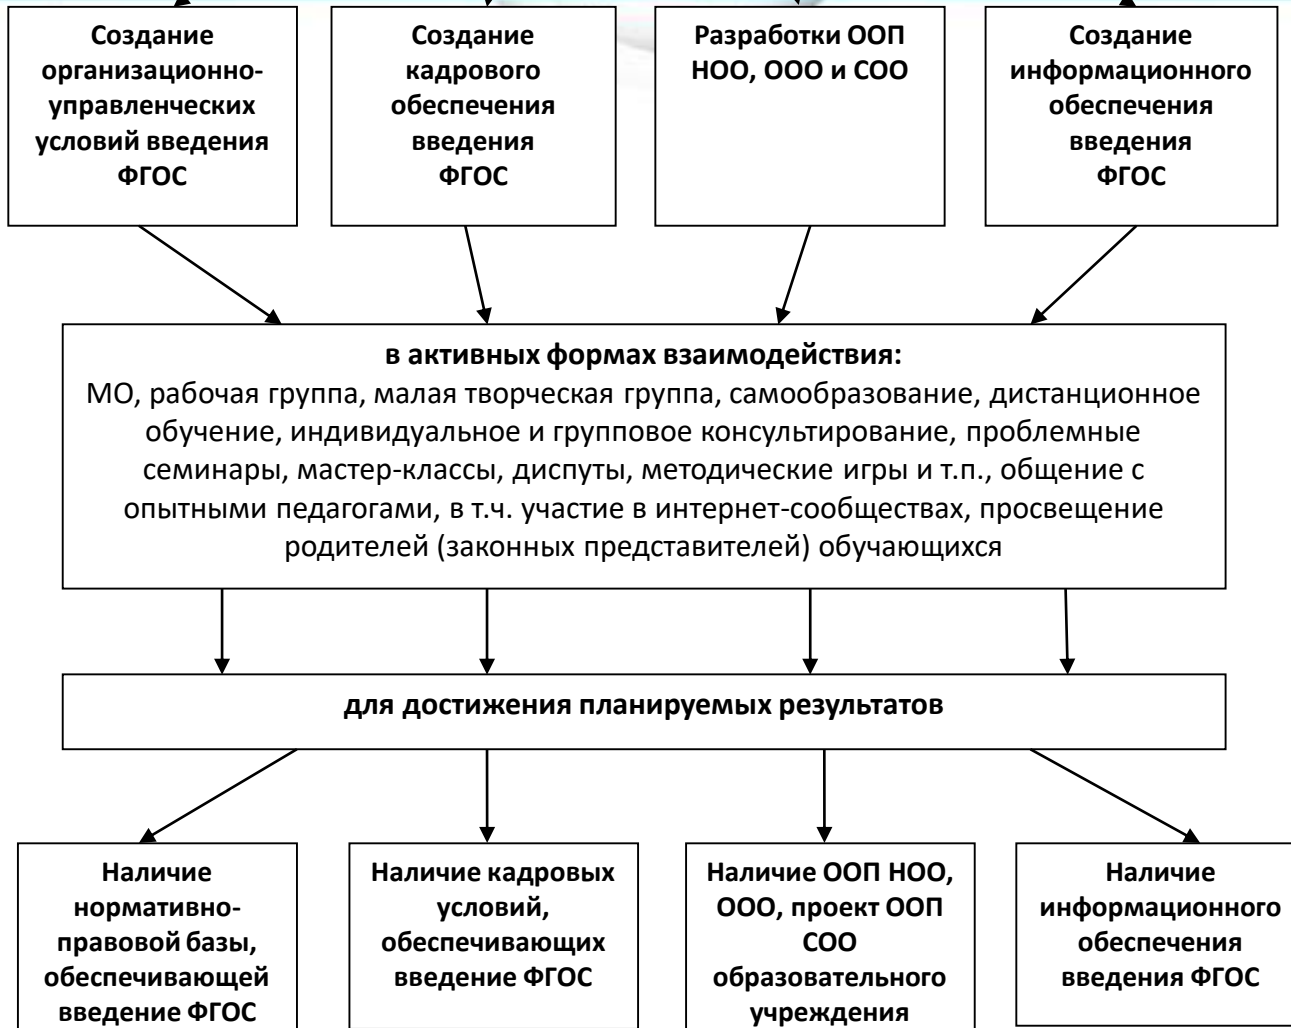 Создание
организационно-
управленческих
условий введения
ФГОС
Создание
кадрового
обеспечения
введения
ФГОС
Разработки ООП
НОО, ООО и СОО
Создание
информационного
обеспечения
введения
ФГОС
в активных формах взаимодействия:
МО, рабочая группа, малая творческая группа, самообразование, дистанционное
обучение, индивидуальное и групповое консультирование, проблемные
семинары, мастер-классы, диспуты, методические игры и т.п., общение с
опытными педагогами, в т.ч. участие в интернет-сообществах, просвещение
родителей (законных представителей) обучающихся
для достижения планируемых результатов
Наличие
нормативно-
правовой базы,
обеспечивающей
введение ФГОС
Наличие кадровых
условий,
обеспечивающих
введение ФГОС
Наличие ООП НОО,
ООО, проект ООП
СОО
образовательного
учреждения
Наличие
информационного
обеспечения
введения ФГОС